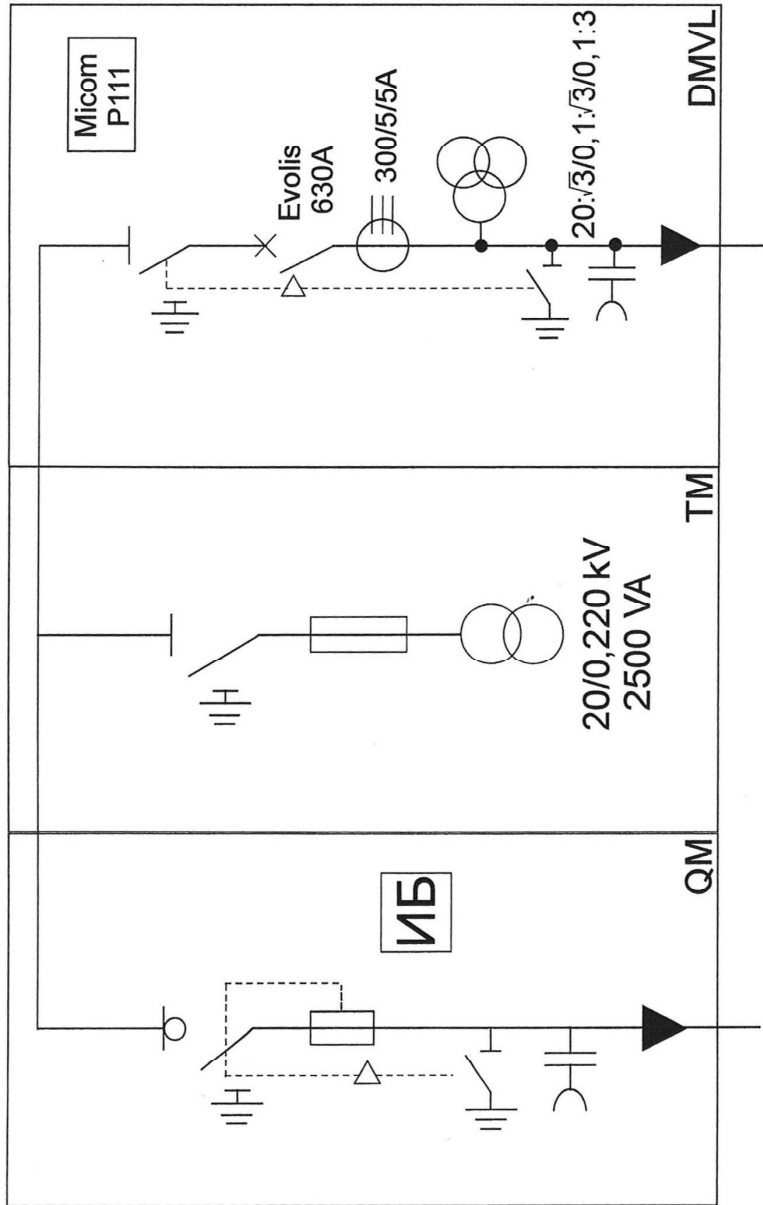 ИБ
QM
20/0,220 kV
2500 VA
TM
Micom
P111
Evolis
630A
300/5/5A
20:√3/0,1:√3/0,1:3
DMVL